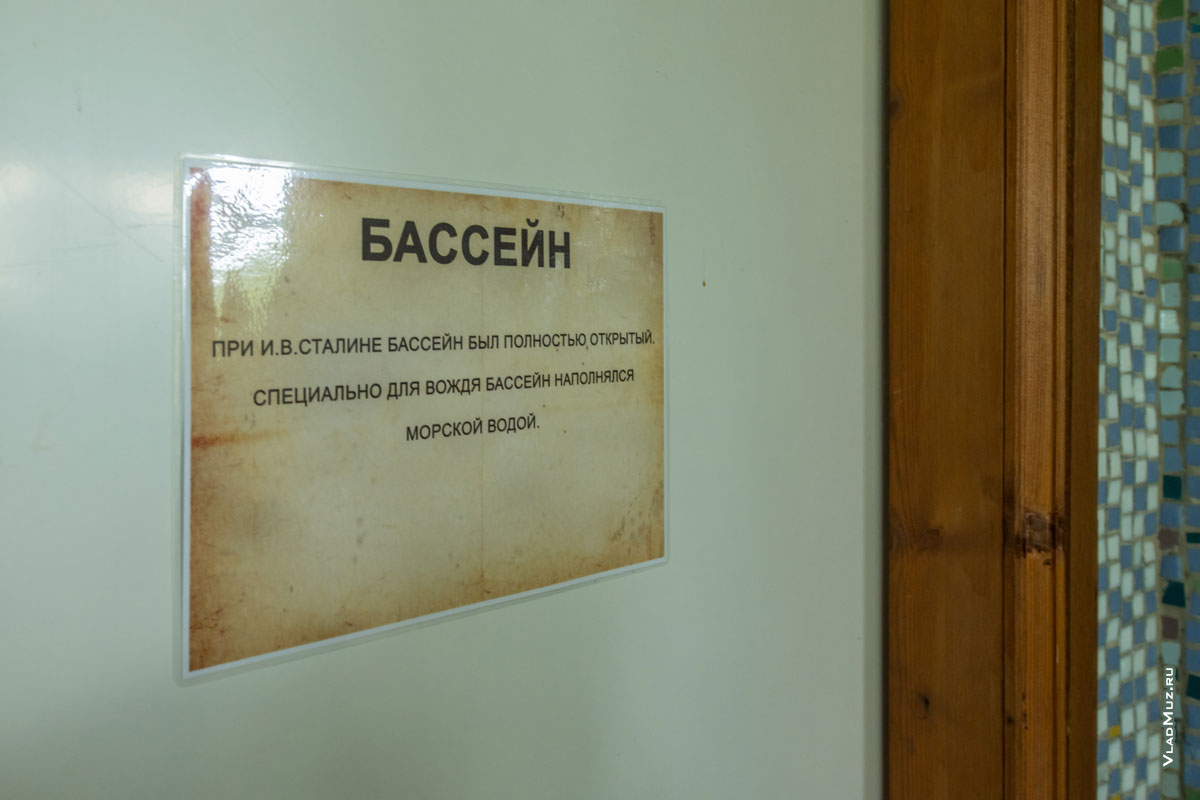 БАССЕЙН
ПРИ И.В.СТАЛИНЕ БАССЕЙН БЫЛ ПОЛНОСТЬЮ ОТКРЫТЫЙ.
СПЕЦИАЛЬНО ДЛЯ ВОЖДЯ БАССЕЙН НАПОЛНЯЛСЯ
МОРСКОЙ ВОДОЙ.
VladMuz.ru